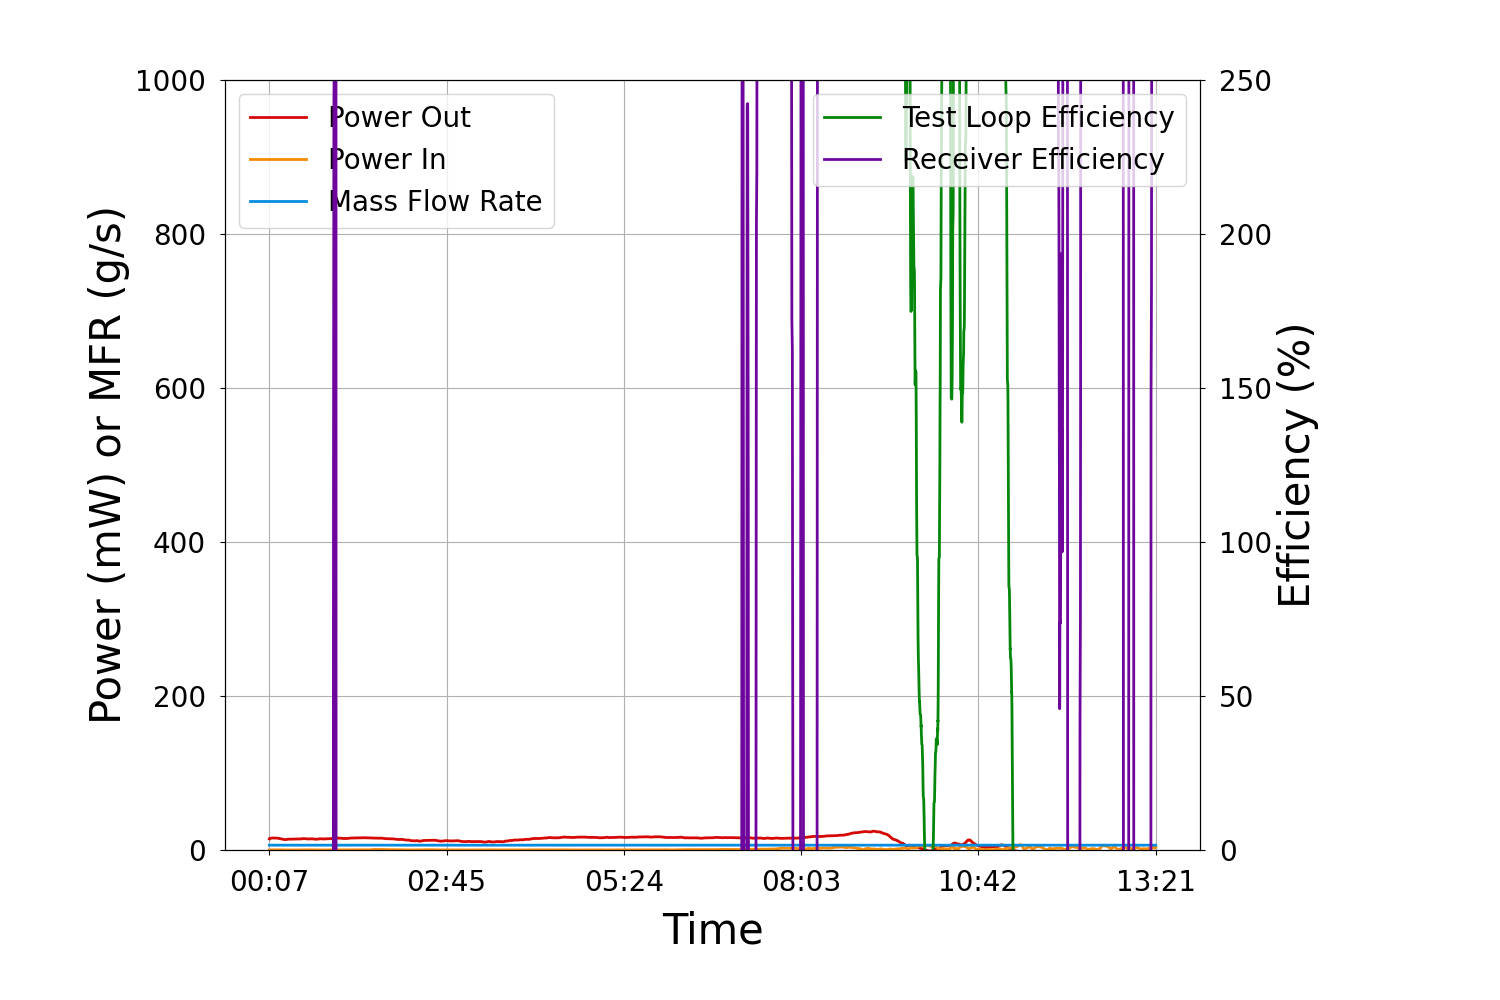 1000
800
600
400
200
0
Power (mW) or MFR (g/s)
Power Out
Power In
Mass Flow Rate
Test Loop Efficiency
Receiver Efficiency
250
200
150
100
50
0
Efficiency (%)
00:07 02:45 05:24 08:03 10:42 13:21
Time